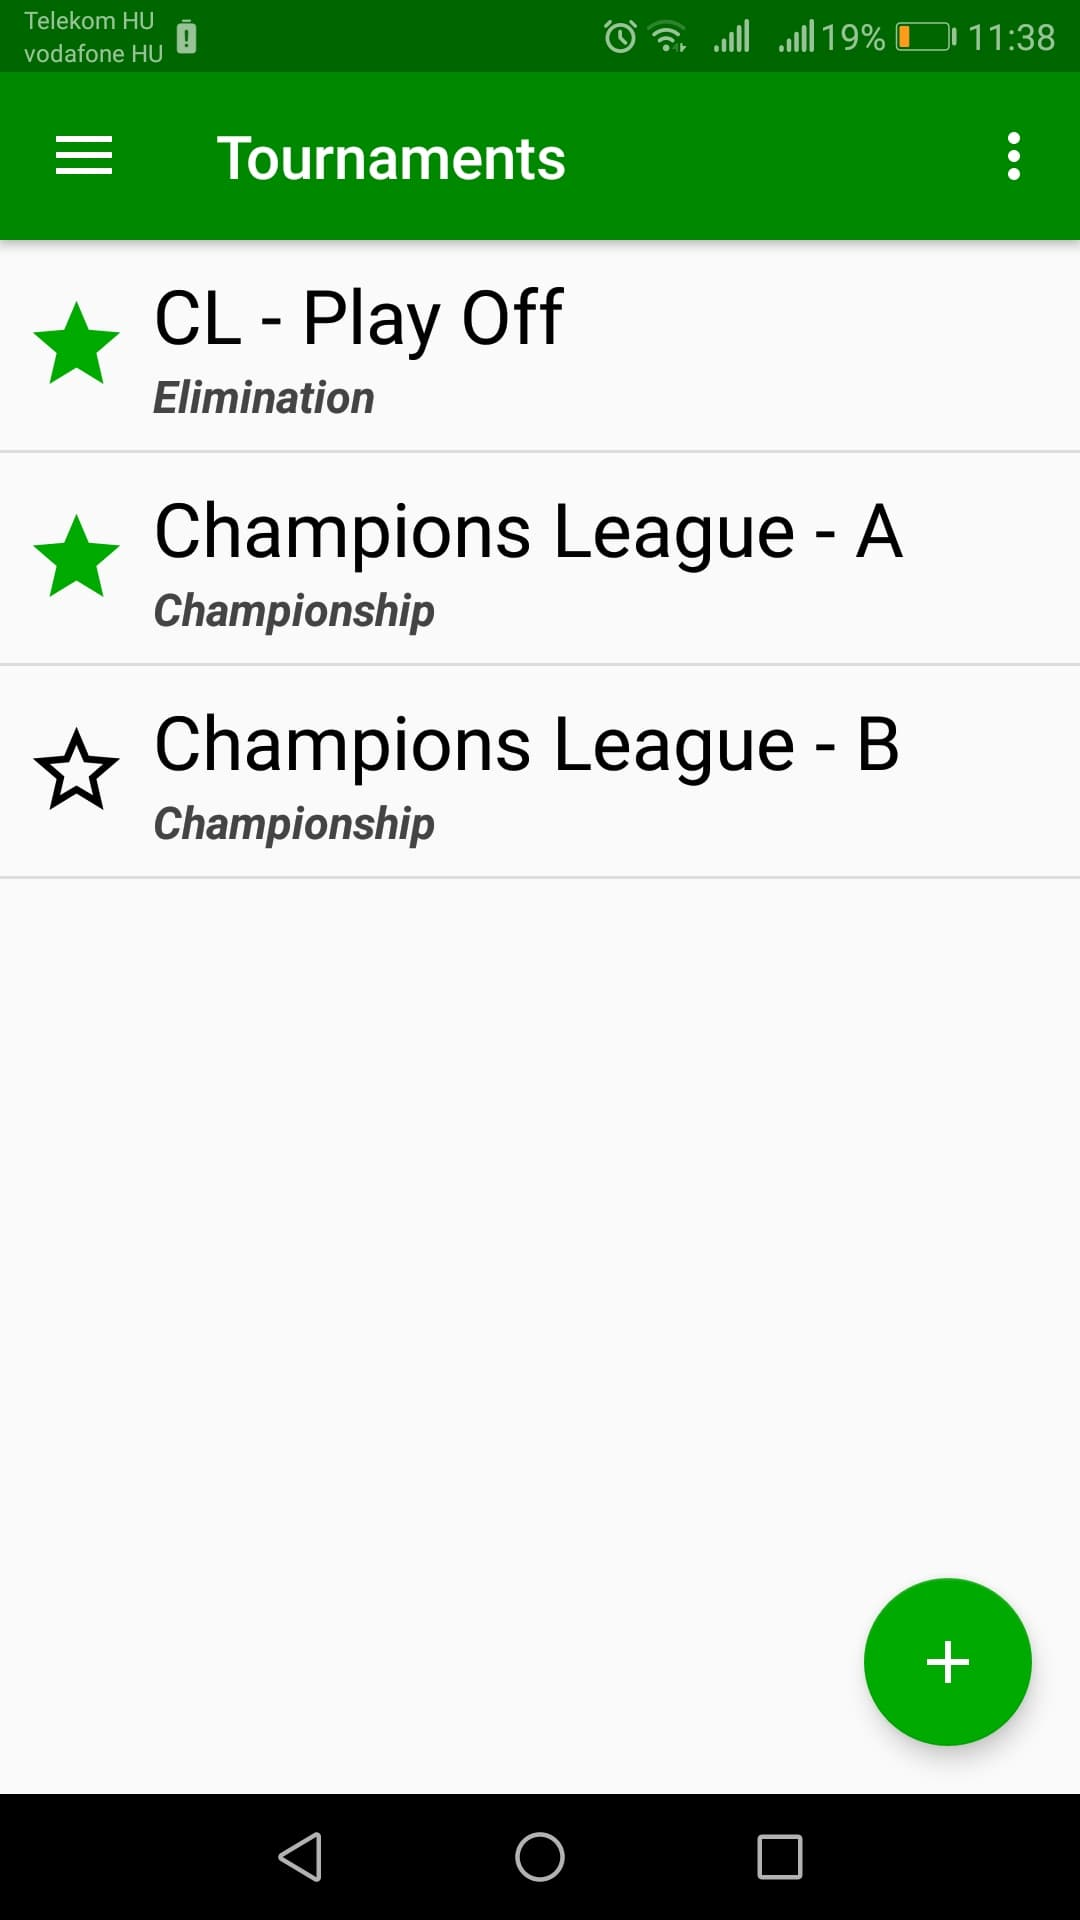 Telekom HU
vodafone HU
19% 11:38
Tournaments
CL - Play Off
Elimination
Champions League - A
Championship
Champions League - B
Championship